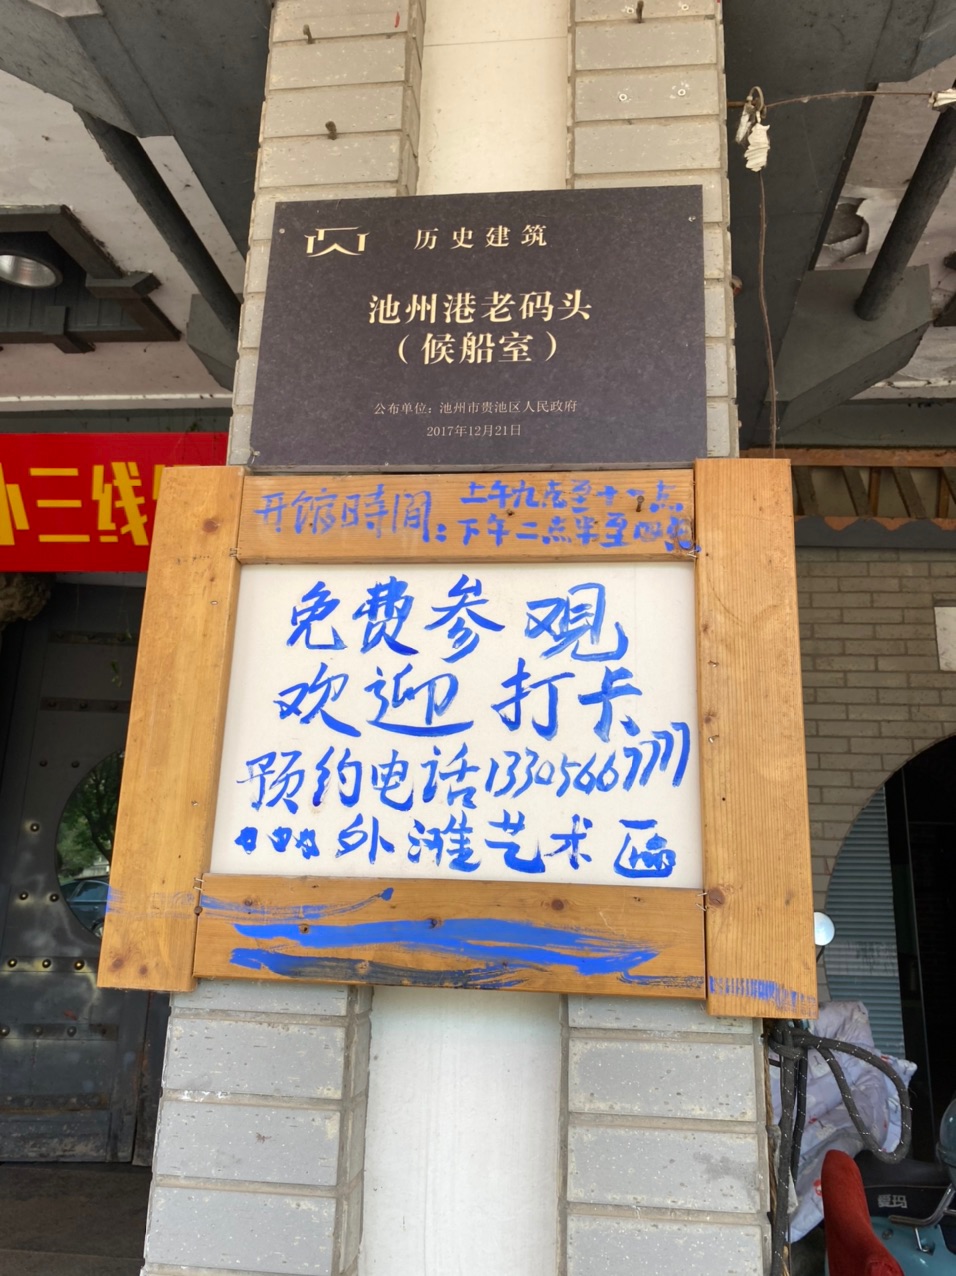 历史建筑
池州港老码头
（候船室）
公布单位：池州市贵池区人民政府
2017年12月21日
小三线
开馆时间：上午九点至十一点
：下午二点半至四点
免费参观
欢迎打卡
预约电话13305667777
外滩艺术区
爱玛